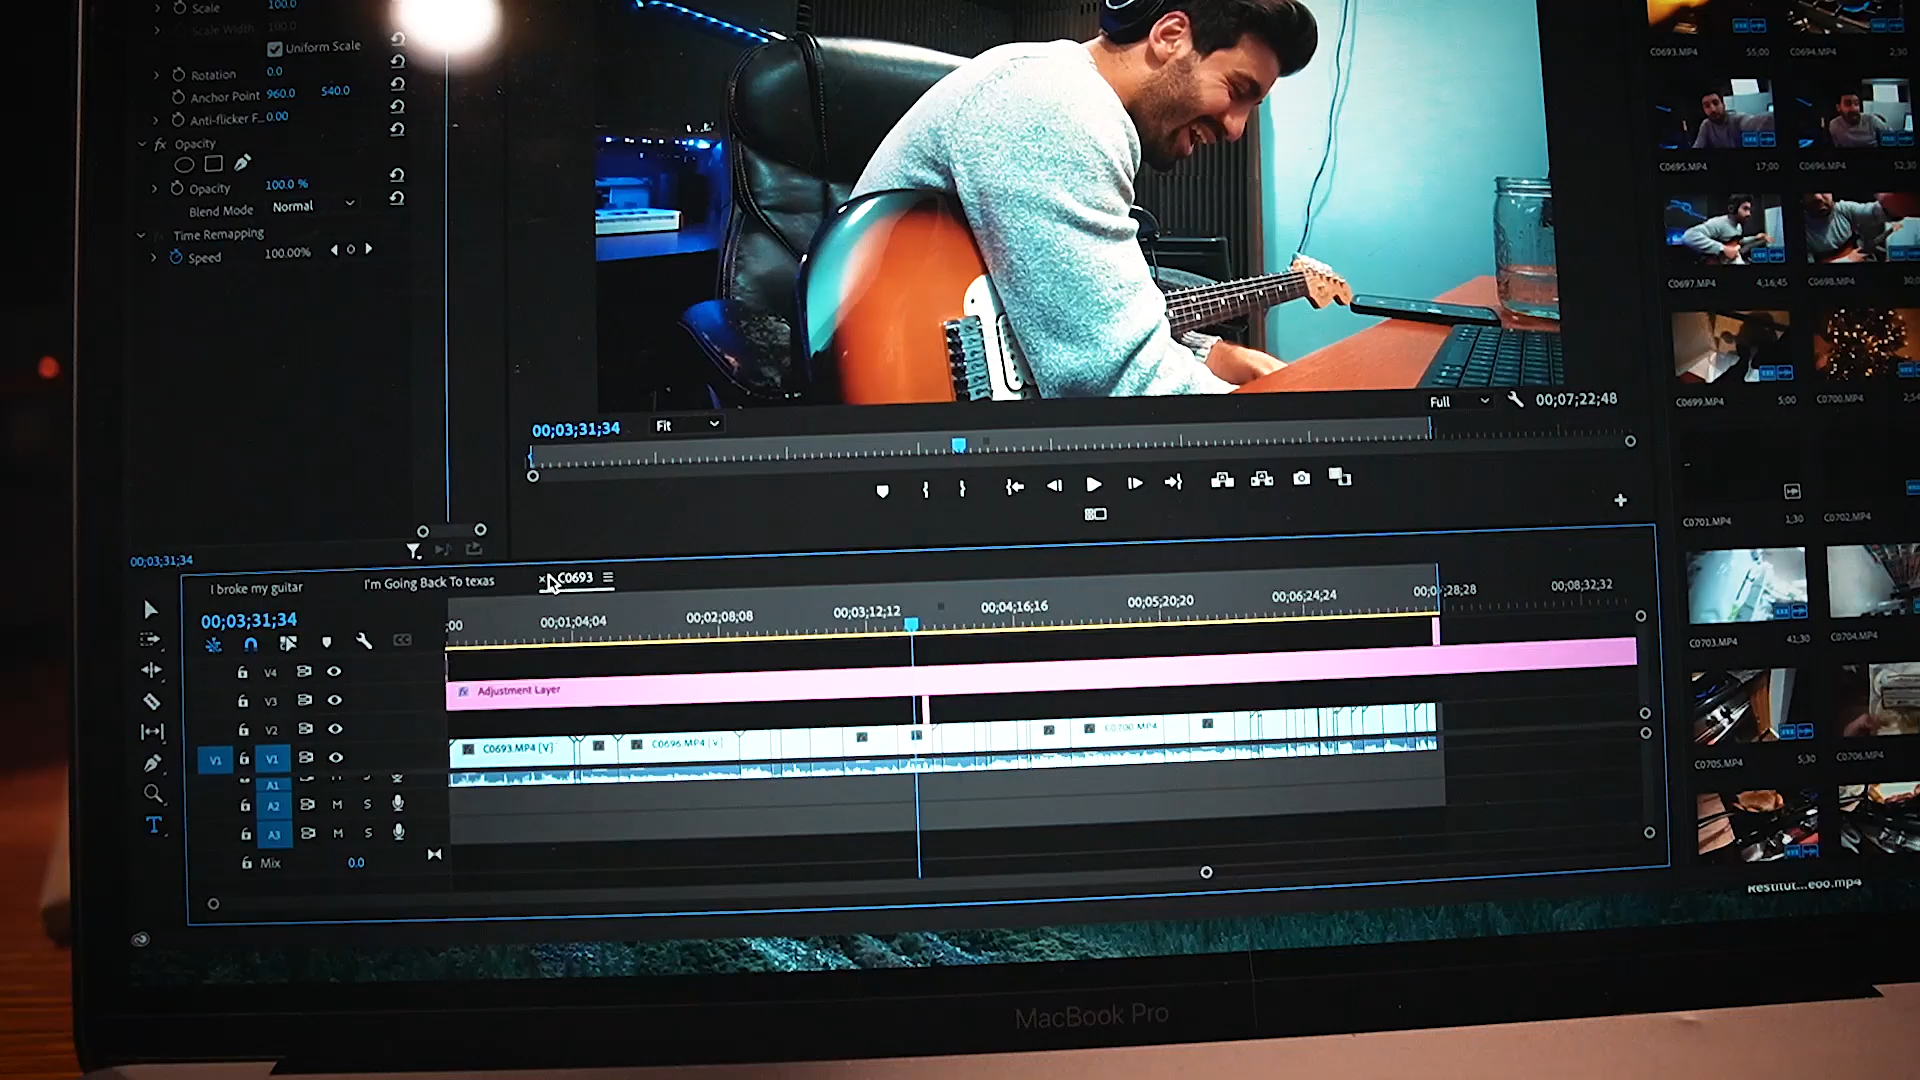 Scale 100.0
Scale Width 100.0
Uniform Scale
Rotation 0.0
Anchor Point 960.0 540.0
Anti-flicker F... 0.00
fx Opacity
Opacity 100.0 %
Blend Mode Normal
Time Remapping
Speed 100.00%
00;03;31;34
00;03;31;34 Fit Full 00;07;22;48
I broke my guitar I'm Going Back To texas × C0693
00;03;31;34
;00 00;01;04;04 00;02;08;08 00;03;12;12 00;04;16;16 00;05;20;20 00;06;24;24 28;28 00;08;32;32
V4
V3 Adjustment Layer
V2
V1 V1 C0693.MP4 [V] C0696.MP4 [V] C0700.MP4
A1
A2 M S
A3 M S
Mix 0.0
C0693.MP4 55;00 C0694.MP4 2;30
C0695.MP4 17;00 C0696.MP4 52;30
C0697.MP4 4;16;45 C0698.MP4
C0699.MP4 5;00 C0700.MP4
C0701.MP4 1;30 C0702.MP4
C0703.MP4 41;30 C0704.MP4
C0705.MP4 5;30 C0706.MP4
Restitut...eoo.mp4
MacBook Pro